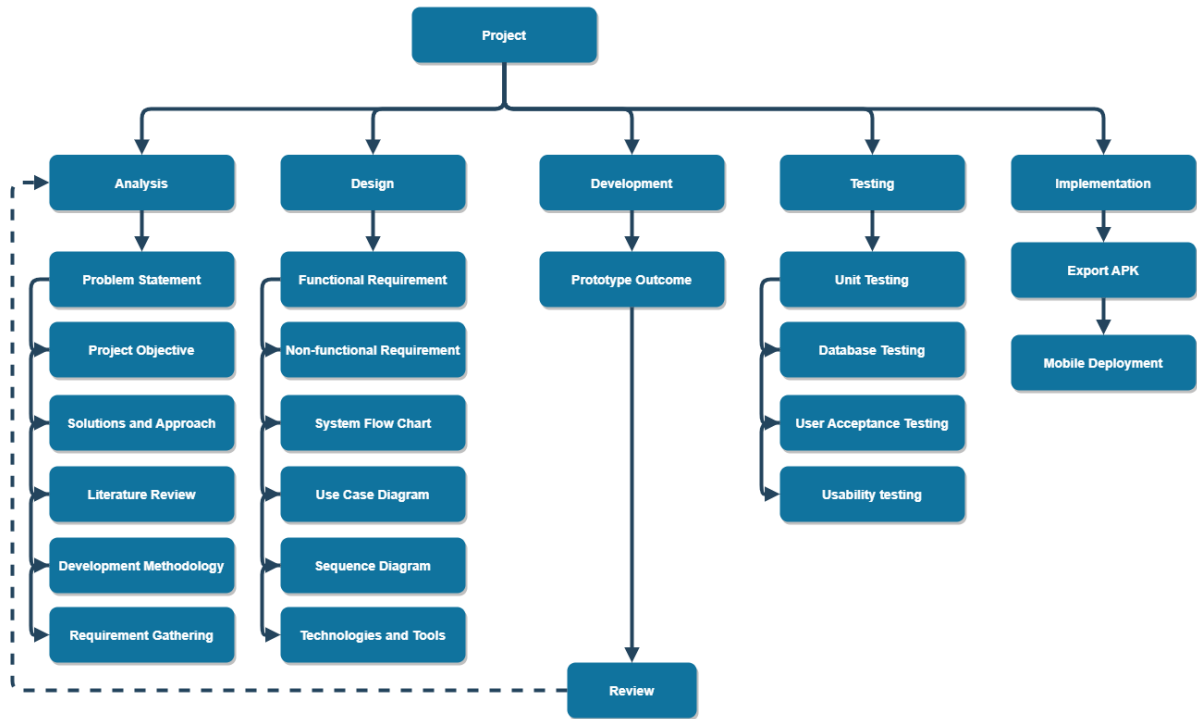 Project
Analysis
Design
Development
Testing
Implementation
Problem Statement
Functional Requirement
Prototype Outcome
Unit Testing
Export APK
Project Objective
Non-functional Requirement
Database Testing
Mobile Deployment
Solutions and Approach
System Flow Chart
User Acceptance Testing
Literature Review
Use Case Diagram
Usability testing
Development Methodology
Sequence Diagram
Requirement Gathering
Technologies and Tools
Review